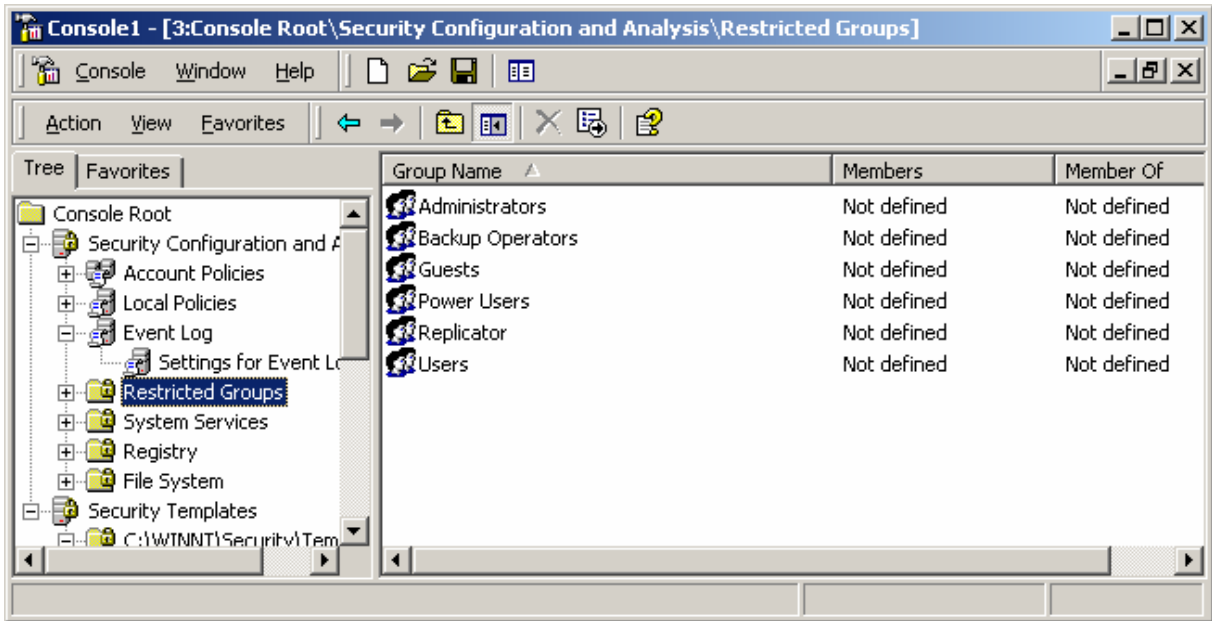 Console1 - [3:Console Root\Security Configuration and Analysis\Restricted Groups]
Console Window Help
Action View Favorites
Tree Favorites
Group Name Members Member Of
Console Root
Security Configuration and A
Account Policies
Local Policies
Event Log
Settings for Event Lo
Restricted Groups
System Services
Registry
File System
Security Templates
C:\WINNT\Security\Tem
Administrators Not defined Not defined
Backup Operators Not defined Not defined
Guests Not defined Not defined
Power Users Not defined Not defined
Replicator Not defined Not defined
Users Not defined Not defined